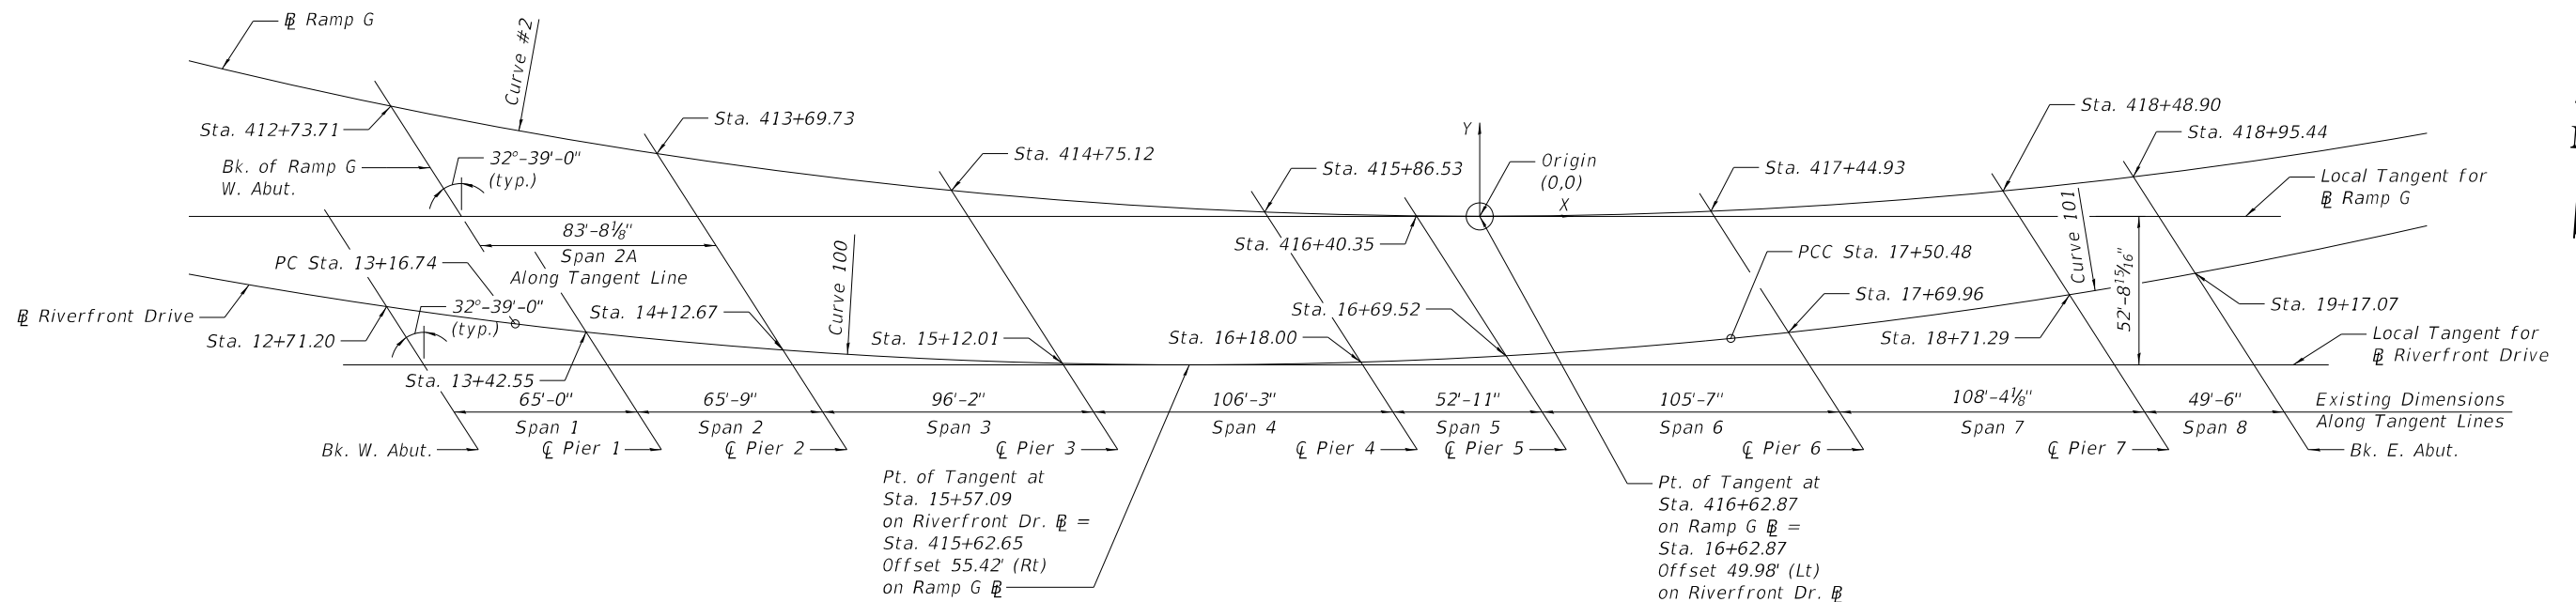 ℄ Ramp G
Curve #2
Sta. 412+73.71
Bk. of Ramp G
W. Abut.
32°-39'-0"
(typ.)
Sta. 413+69.73
Sta. 414+75.12
Sta. 415+86.53
Y
Origin
(0,0)
X
Sta. 417+44.93
Sta. 418+48.90
Sta. 418+95.44
Local Tangent for
℄ Ramp G
83'-8⅛"
Span 2A
Along Tangent Line
PC Sta. 13+16.74
Sta. 416+40.35
PCC Sta. 17+50.48
Curve 100
Curve 101
52'-8 15/16"
℄ Riverfront Drive
32°-39'-0"
(typ.)
Sta. 12+71.20
Sta. 13+42.55
Sta. 14+12.67
Sta. 15+12.01
Sta. 16+18.00
Sta. 16+69.52
Sta. 17+69.96
Sta. 18+71.29
Sta. 19+17.07
Local Tangent for
℄ Riverfront Drive
65'-0"
Span 1
65'-9"
Span 2
96'-2"
Span 3
106'-3"
Span 4
52'-11"
Span 5
105'-7"
Span 6
108'-4⅛"
Span 7
49'-6"
Span 8
Existing Dimensions
Along Tangent Lines
Bk. W. Abut.
℄ Pier 1
℄ Pier 2
℄ Pier 3
℄ Pier 4
℄ Pier 5
℄ Pier 6
℄ Pier 7
Bk. E. Abut.
Pt. of Tangent at
Sta. 15+57.09
on Riverfront Dr. ℄ =
Sta. 415+62.65
Offset 55.42' (Rt)
on Ramp G ℄
Pt. of Tangent at
Sta. 416+62.87
on Ramp G ℄ =
Sta. 16+62.87
Offset 49.98' (Lt)
on Riverfront Dr. ℄